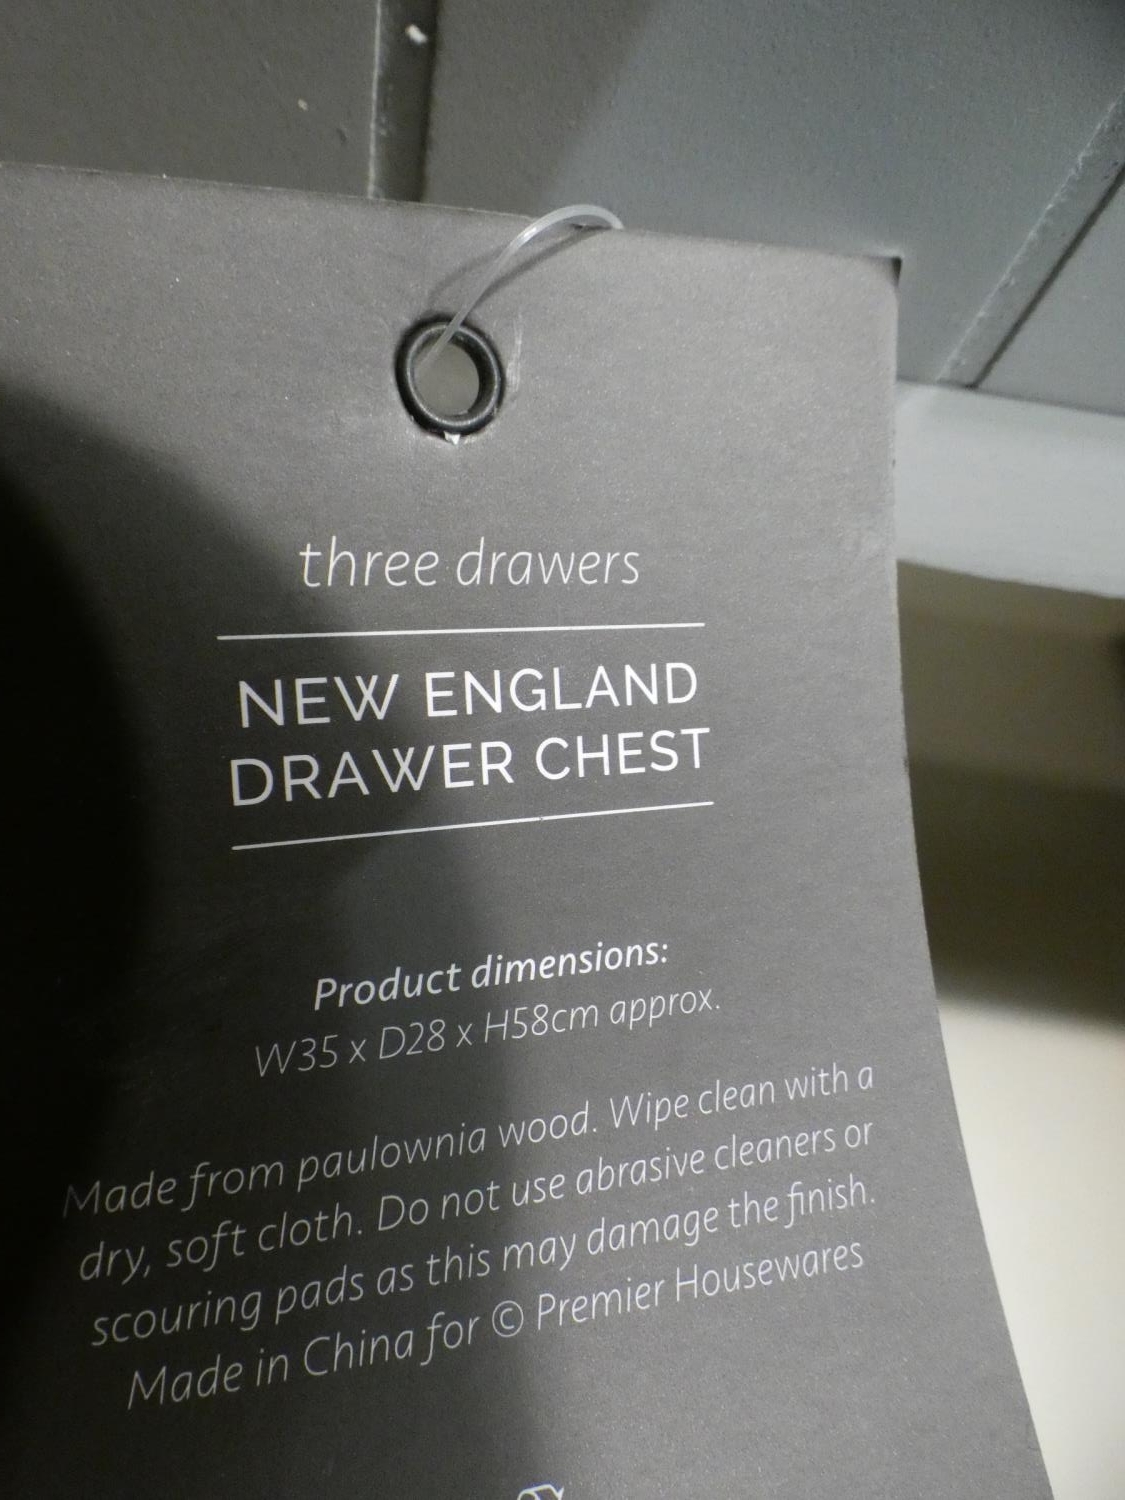 three drawers
NEW ENGLAND
DRAWER CHEST
Product dimensions:
W35 x D28 x H58cm approx.
Made from paulownia wood. Wipe clean with a
dry, soft cloth. Do not use abrasive cleaners or
scouring pads as this may damage the finish.
Made in China for © Premier Housewares